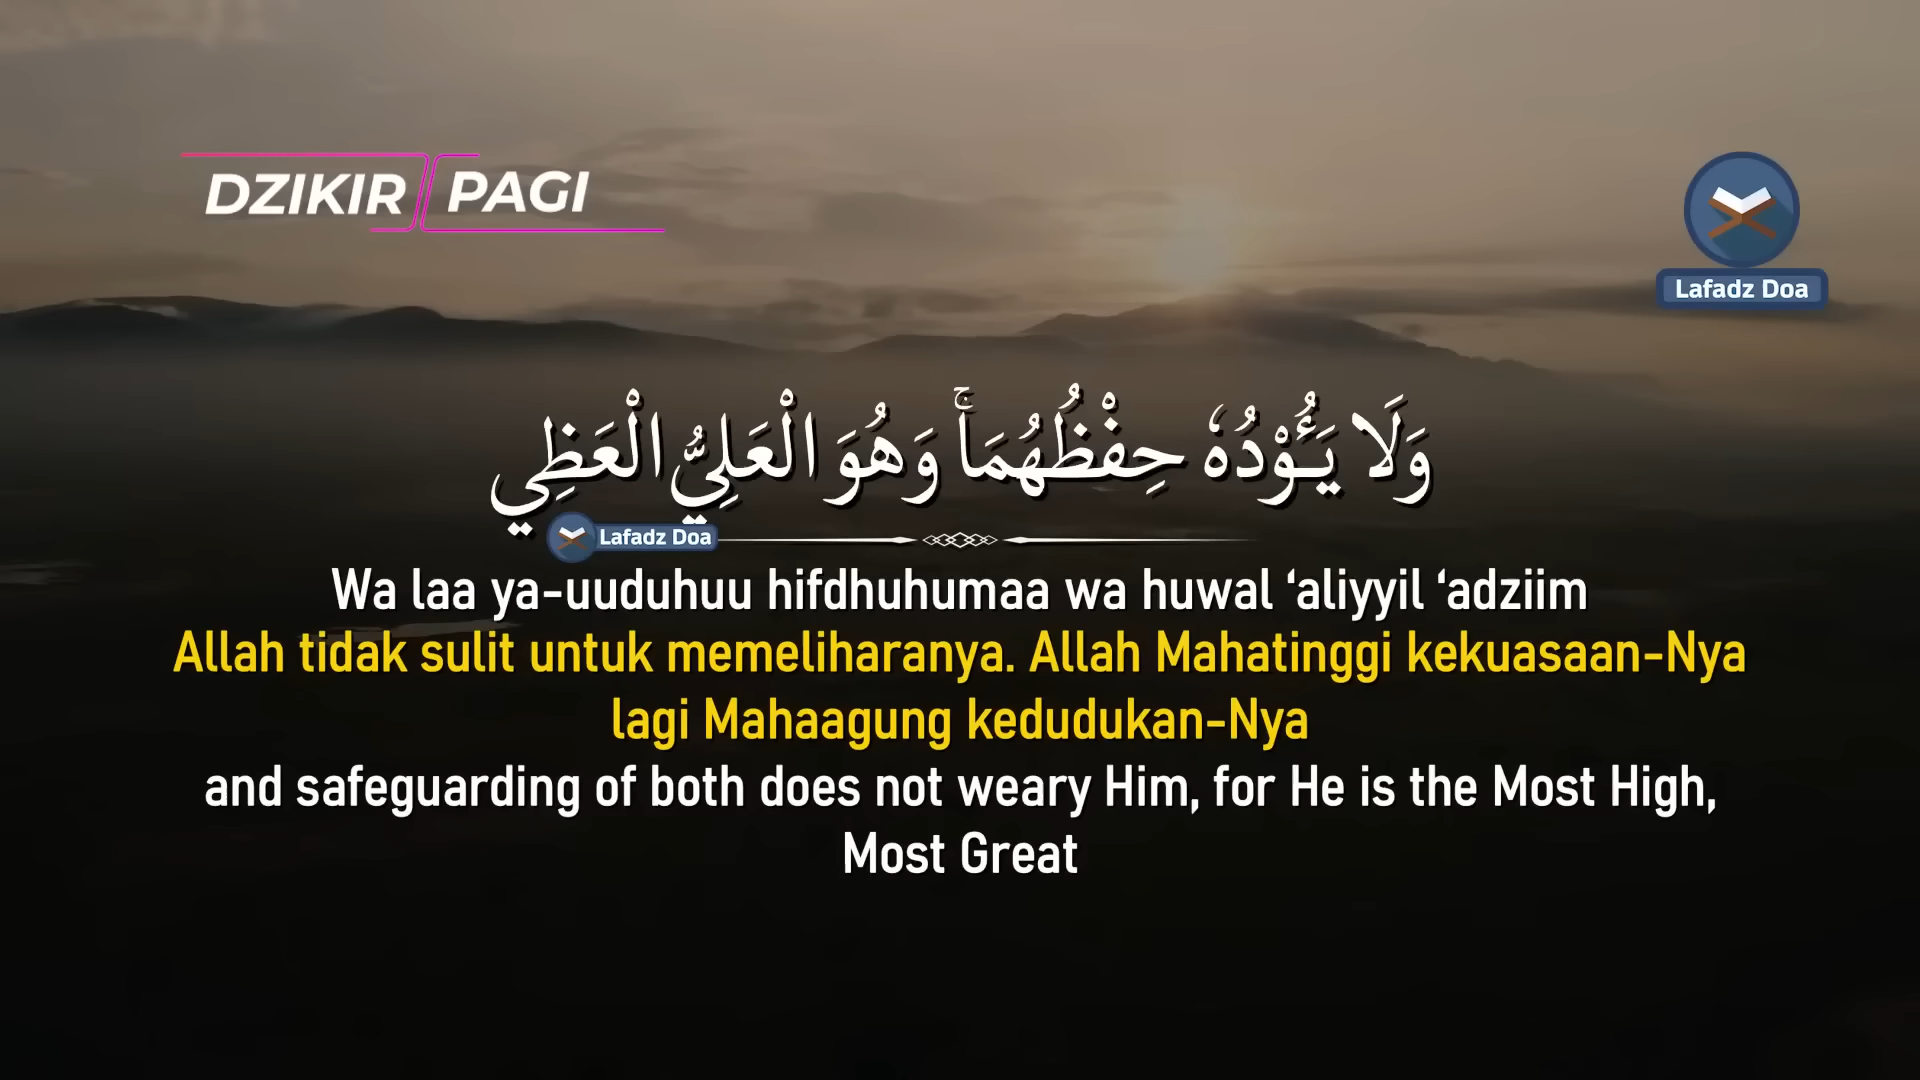 DZIKIR PAGI
Lafadz Doa
وَلَا يَـُٔوْدُهٗ حِفْظُهُمَاۚ وَهُوَ الْعَلِيُّ الْعَظِي
Lafadz Doa
Wa laa ya-uuduhuu hifdhuhumaa wa huwal ‘aliyyil ‘adziim
Allah tidak sulit untuk memeliharanya. Allah Mahatinggi kekuasaan-Nya
lagi Mahaagung kedudukan-Nya
and safeguarding of both does not weary Him, for He is the Most High,
Most Great